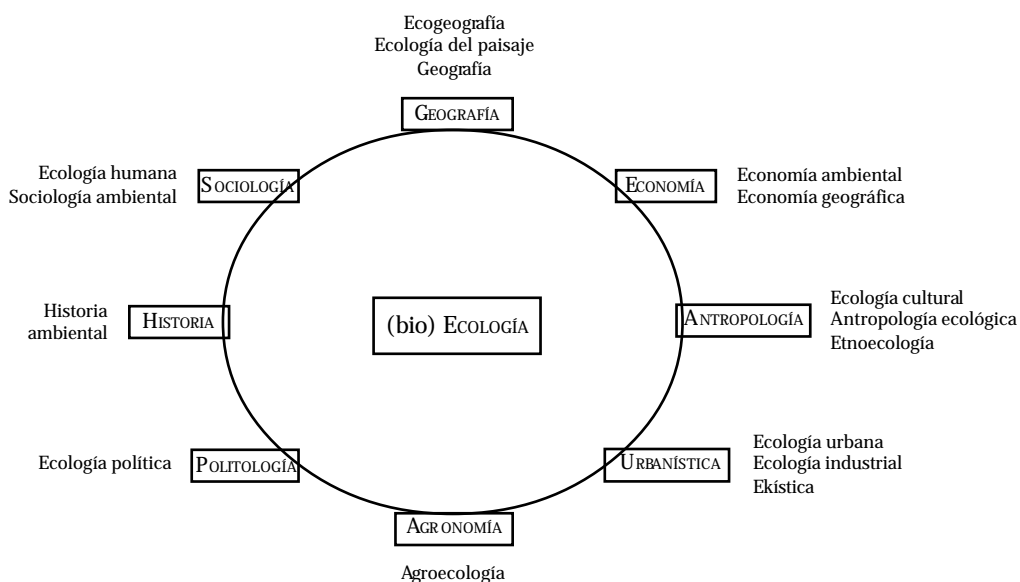 Ecogeografía
Ecología del paisaje
Geografía
GEOGRAFÍA
Ecología humana
Sociología ambiental
SOCIOLOGÍA
ECONOMÍA
Economía ambiental
Economía geográfica
Historia
ambiental
HISTORIA
(bio) ECOLOGÍA
ANTROPOLOGÍA
Ecología cultural
Antropología ecológica
Etnoecología
Ecología política
POLITOLOGÍA
URBANÍSTICA
Ecología urbana
Ecología industrial
Ekística
AGRONOMÍA
Agroecología